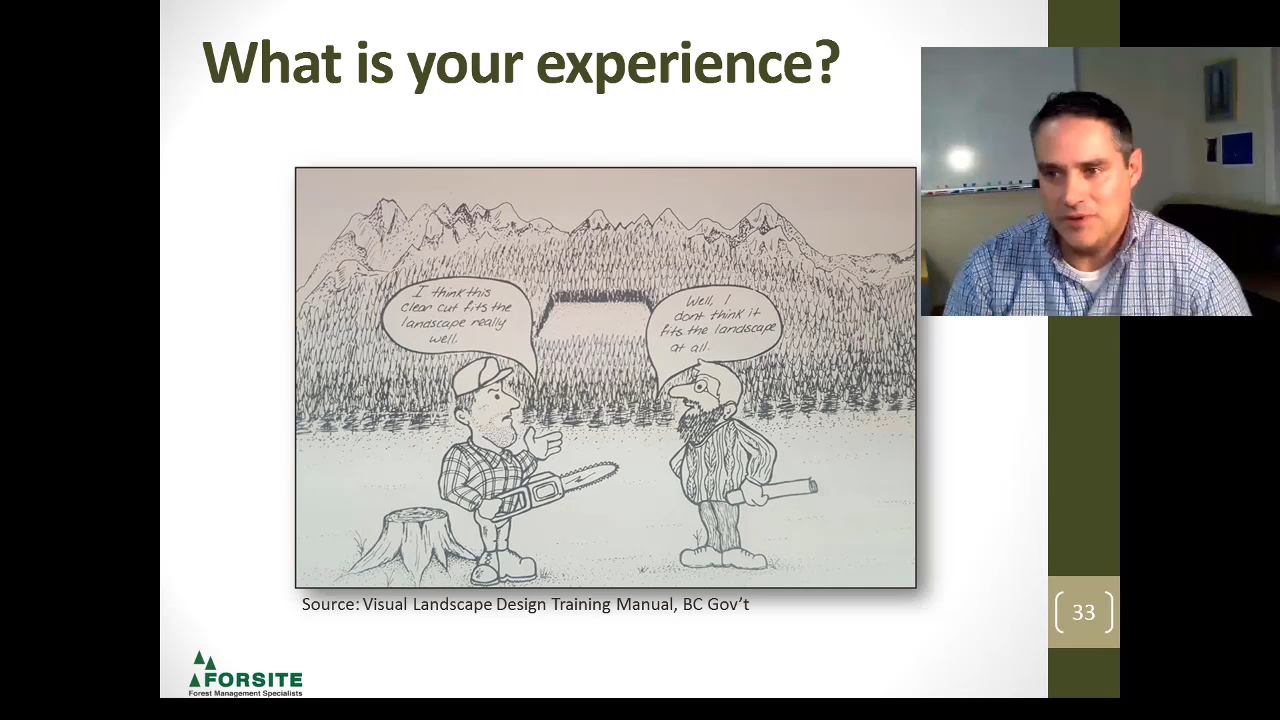 What is your experience?
I think this
clear cut fits the
landscape really
well.
Well, I
dont think it
fits the landscape
at all.
Source: Visual Landscape Design Training Manual, BC Gov't
33
FORSITE
Forest Management Specialists